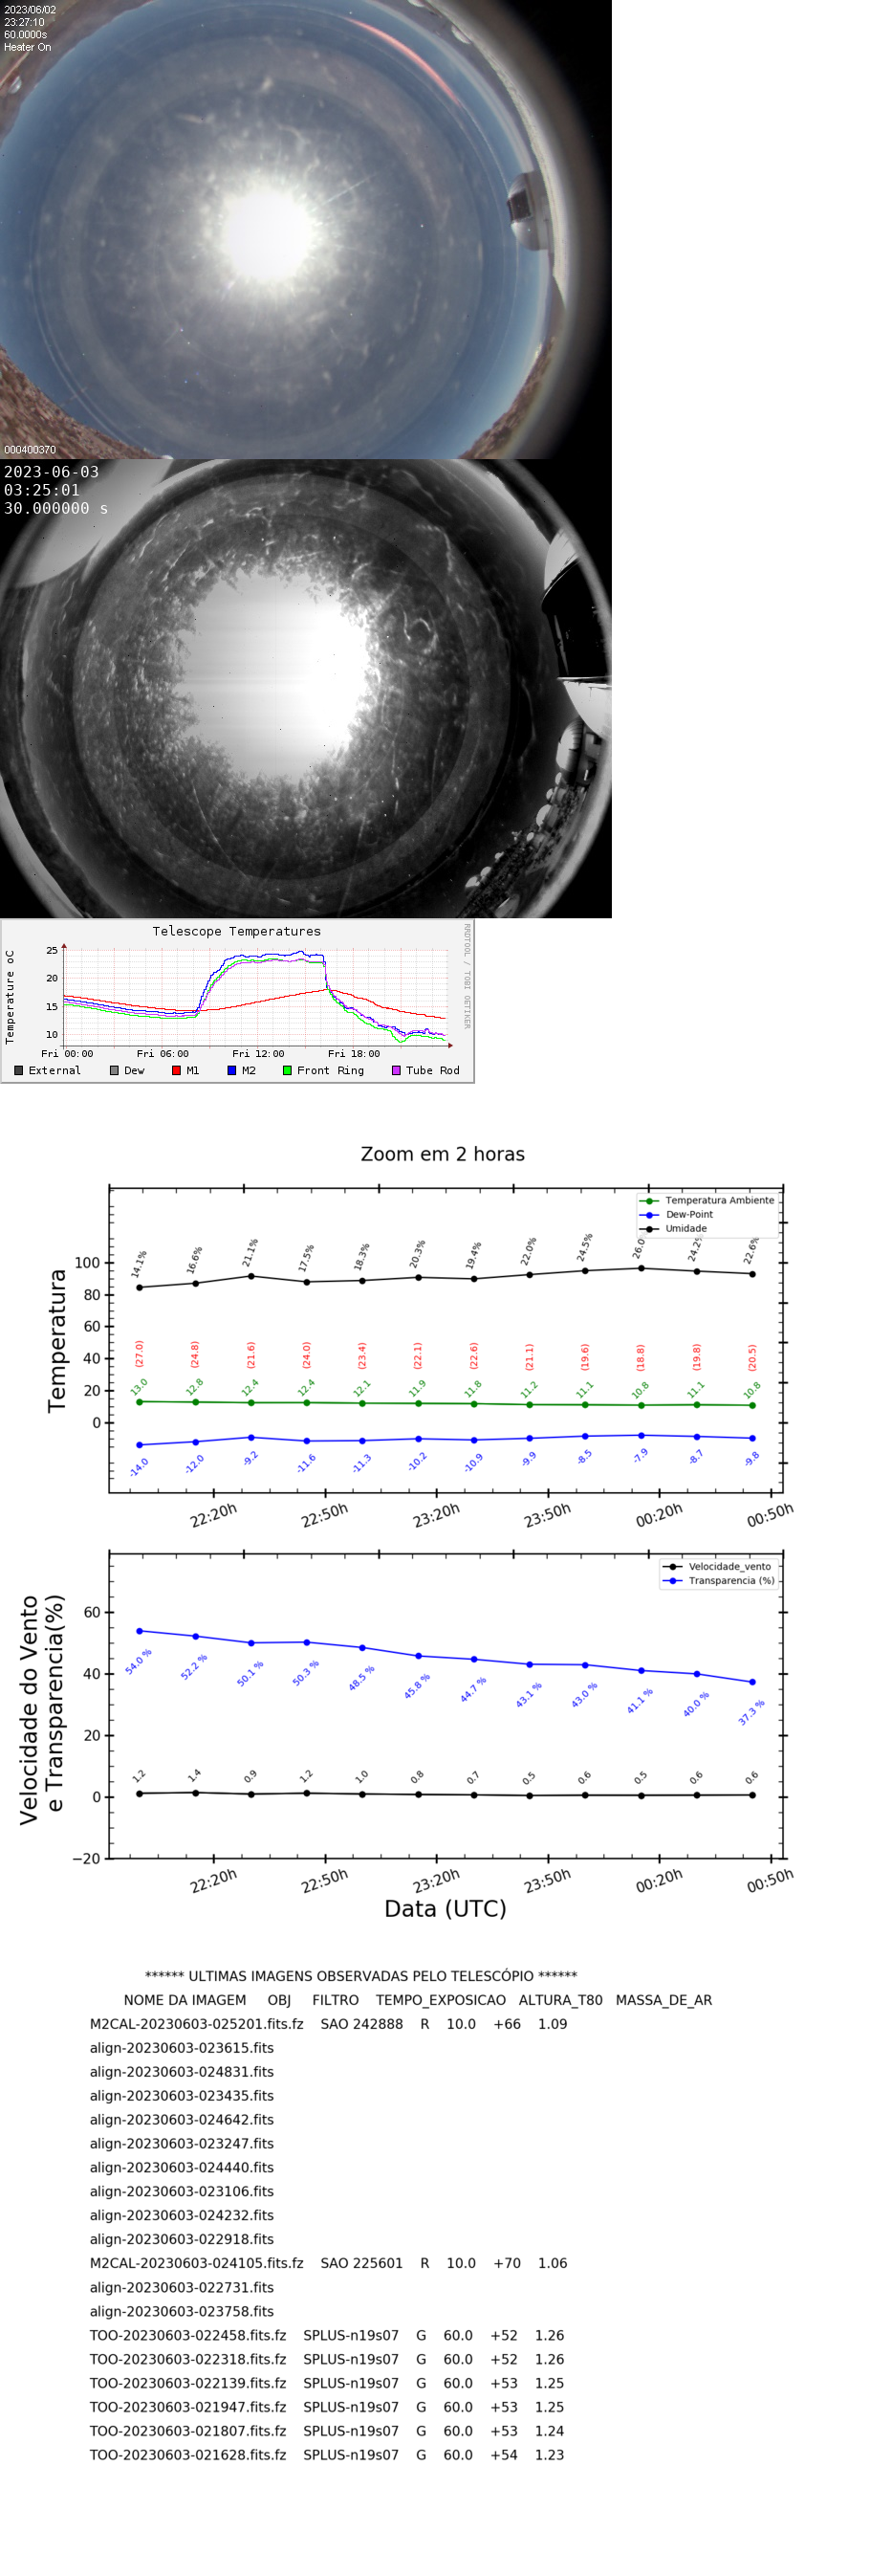 2023/06/02
23:27:10
60.0000s
Heater On
000400370
2023-06-03
03:25:01
30.000000 s
Telescope Temperatures
RRDTOOL / TOBI OETIKER
Temperature oC
25
20
15
10
Fri 00:00 Fri 06:00 Fri 12:00 Fri 18:00
External Dew M1 M2 Front Ring Tube Rod
Zoom em 2 horas
Temperatura Ambiente
Dew-Point
Umidade
Temperatura
100
80
60
40
20
0
14.1% 16.6% 21.1% 17.5% 18.3% 20.3% 19.4% 22.0% 24.5% 26.0 24.2% 22.6%
(27.0) (24.8) (21.6) (24.0) (23.4) (22.1) (22.6) (21.1) (19.6) (18.8) (19.8) (20.5)
13.0 12.8 12.4 12.4 12.1 11.9 11.8 11.2 11.1 10.8 11.1 10.8
-14.0 -12.0 -9.2 -11.6 -11.3 -10.2 -10.9 -9.9 -8.5 -7.9 -8.7 -9.8
22:20h 22:50h 23:20h 23:50h 00:20h 00:50h
Velocidade_vento
Transparencia (%)
Velocidade do Vento
e Transparencia(%)
60
40
20
0
−20
54.0 % 52.2 % 50.1 % 50.3 % 48.5 % 45.8 % 44.7 % 43.1 % 43.0 % 41.1 % 40.0 % 37.3 %
1.2 1.4 0.9 1.2 1.0 0.8 0.7 0.5 0.6 0.5 0.6 0.6
22:20h 22:50h 23:20h 23:50h 00:20h 00:50h
Data (UTC)
****** ULTIMAS IMAGENS OBSERVADAS PELO TELESCÓPIO ******
NOME DA IMAGEM OBJ FILTRO TEMPO_EXPOSICAO ALTURA_T80 MASSA_DE_AR
M2CAL-20230603-025201.fits.fz SAO 242888 R 10.0 +66 1.09
align-20230603-023615.fits
align-20230603-024831.fits
align-20230603-023435.fits
align-20230603-024642.fits
align-20230603-023247.fits
align-20230603-024440.fits
align-20230603-023106.fits
align-20230603-024232.fits
align-20230603-022918.fits
M2CAL-20230603-024105.fits.fz SAO 225601 R 10.0 +70 1.06
align-20230603-022731.fits
align-20230603-023758.fits
TOO-20230603-022458.fits.fz SPLUS-n19s07 G 60.0 +52 1.26
TOO-20230603-022318.fits.fz SPLUS-n19s07 G 60.0 +52 1.26
TOO-20230603-022139.fits.fz SPLUS-n19s07 G 60.0 +53 1.25
TOO-20230603-021947.fits.fz SPLUS-n19s07 G 60.0 +53 1.25
TOO-20230603-021807.fits.fz SPLUS-n19s07 G 60.0 +53 1.24
TOO-20230603-021628.fits.fz SPLUS-n19s07 G 60.0 +54 1.23